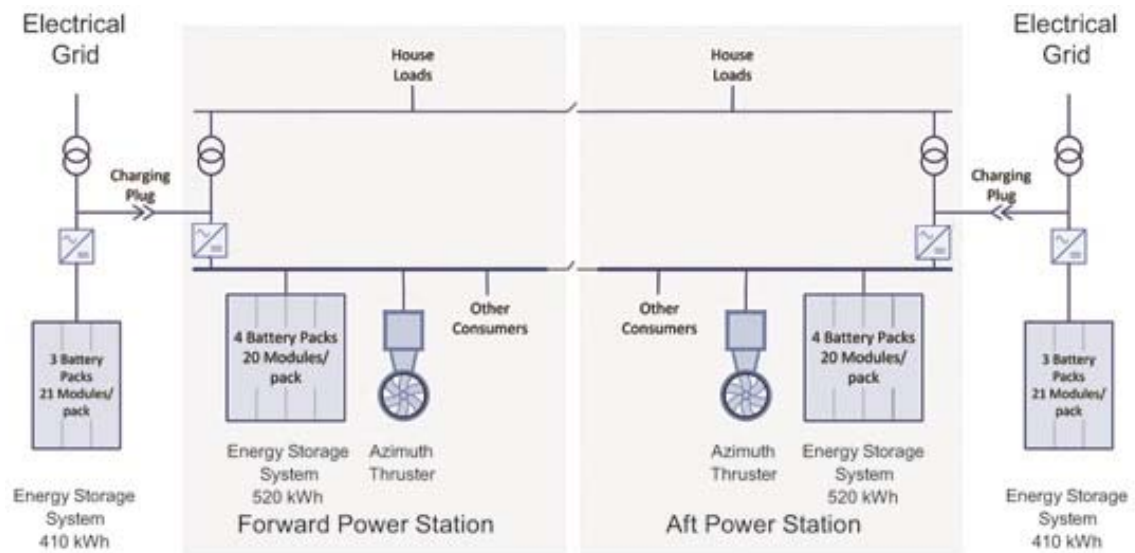 Electrical
Grid
House
Loads
House
Loads
Electrical
Grid
Charging
Plug
Charging
Plug
4 Battery Packs
20 Modules/
pack
Other
Consumers
Other
Consumers
4 Battery Packs
20 Modules/
pack
3 Battery
Packs
21 Modules/
pack
3 Battery
Packs
21 Modules/
pack
Energy Storage
System
520 kWh
Azimuth
Thruster
Azimuth
Thruster
Energy Storage
System
520 kWh
Energy Storage
System
410 kWh
Forward Power Station
Aft Power Station
Energy Storage
System
410 kWh